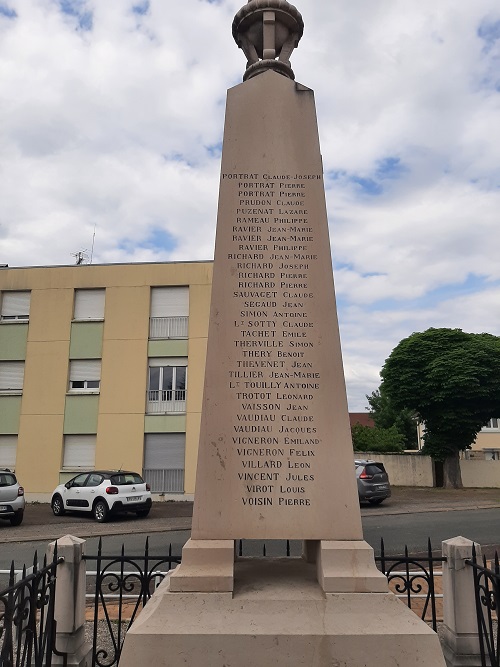 PORTRAT CLAUDE-JOSEPH
PORTRAT PIERRE
PORTRAT PIERRE
PRUDON CLAUDE
PUZENAT LAZARE
RAMEAU PHILIPPE
RAVIER JEAN-MARIE
RAVIER JEAN-MARIE
RAVIER PHILIPPE
RICHARD JEAN-MARIE
RICHARD JOSEPH
RICHARD PIERRE
RICHARD PIERRE
SAUVAGET CLAUDE
SEGAUD JEAN
SIMON ANTOINE
LT SOTTY CLAUDE
TACHET EMILE
THERVILLE SIMON
THERY BENOIT
THEVENET JEAN
TILLIER JEAN-MARIE
LT TOUILLY ANTOINE
TROTOT LÉONARD
VAISSON JEAN
VAUDIAU CLAUDE
VAUDIAU JACQUES
VIGNERON EMILAND
VIGNERON FELIX
VILLARD LÉON
VINCENT JULES
VIROT LOUIS
VOISIN PIERRE